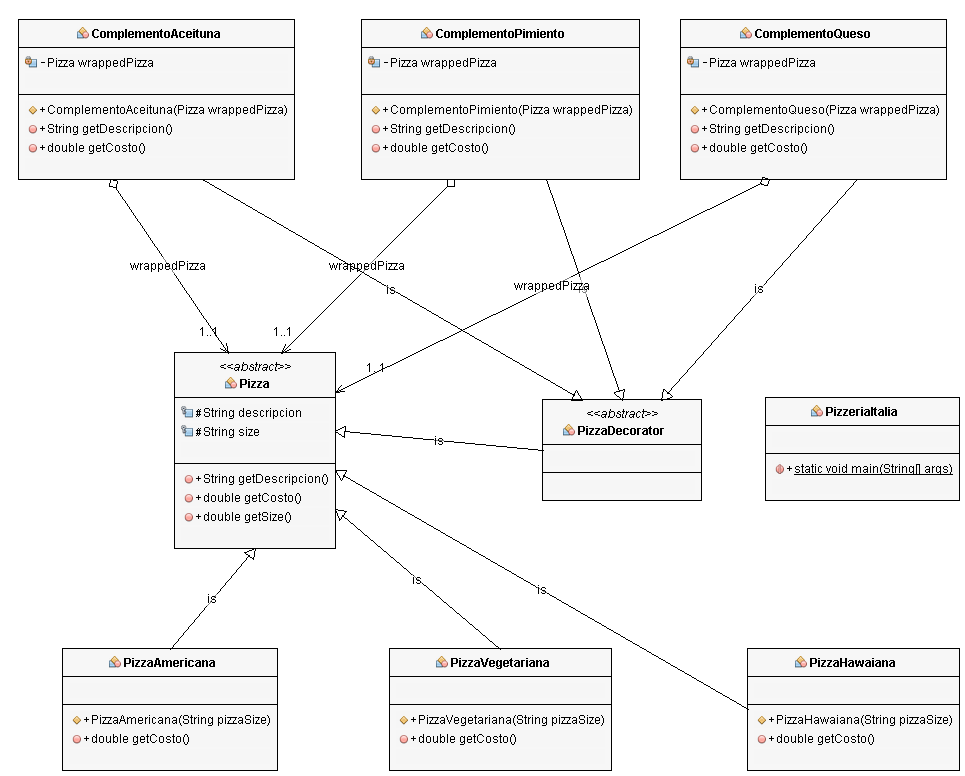 ComplementoAceituna
- Pizza wrappedPizza
+ ComplementoAceituna(Pizza wrappedPizza)
+ String getDescripcion()
+ double getCosto()
ComplementoPimiento
- Pizza wrappedPizza
+ ComplementoPimiento(Pizza wrappedPizza)
+ String getDescripcion()
+ double getCosto()
ComplementoQueso
- Pizza wrappedPizza
+ ComplementoQueso(Pizza wrappedPizza)
+ String getDescripcion()
+ double getCosto()
wrappedPizza
wrappedPizza
is
wrappedPizza
is
is
1..1
1..1
1..1
<<abstract>>
Pizza
# String descripcion
# String size
+ String getDescripcion()
+ double getCosto()
+ double getSize()
is
<<abstract>>
PizzaDecorator
PizzeriaItalia
+ static void main(String[] args)
is
is
is
PizzaAmericana
+ PizzaAmericana(String pizzaSize)
+ double getCosto()
PizzaVegetariana
+ PizzaVegetariana(String pizzaSize)
+ double getCosto()
PizzaHawaiana
+ PizzaHawaiana(String pizzaSize)
+ double getCosto()